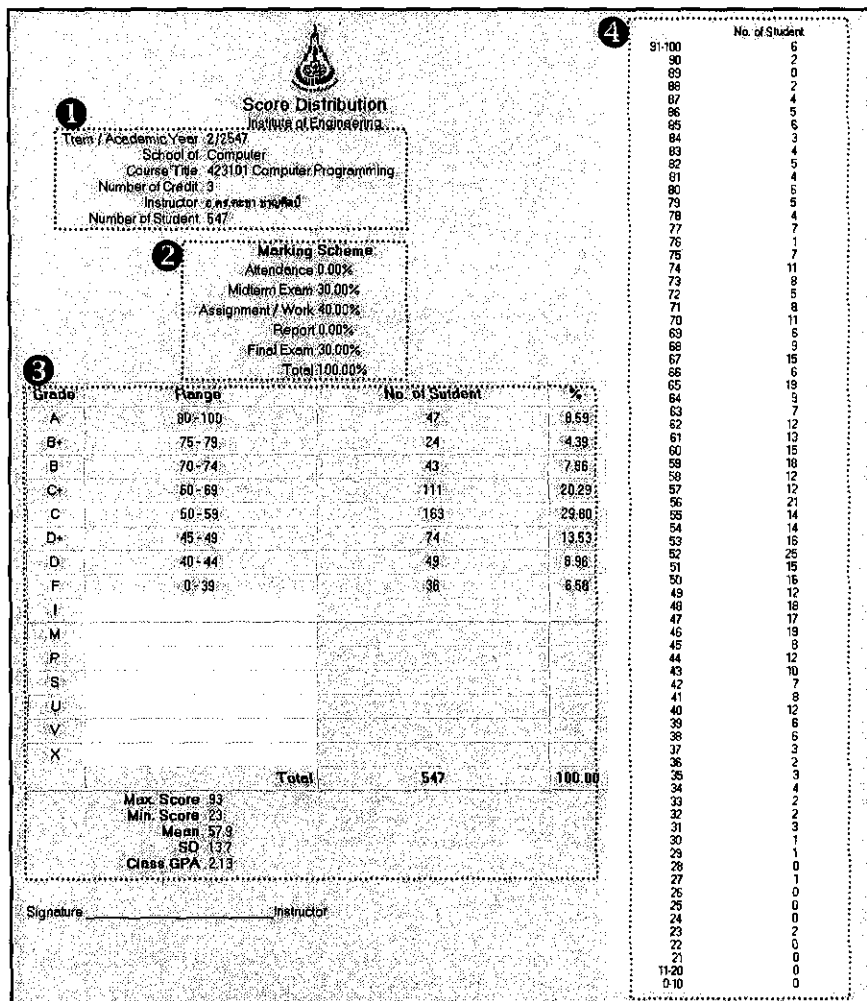 Score Distribution
Institute of Engineering
1
Trem / Academic Year 2/2547
School of Computer
Course Title 423101 Computer Programming
Number of Credit 3
Instructor
Number of Student 547
2
Marking Scheme
Attendance 0.00%
Midterm Exam 30.00%
Assignment / Work 40.00%
Report 0.00%
Final Exam 30.00%
Total 100.00%
3
Grade Range No. of Sutdent %
A 80 - 100 47 8.59
B+ 75 - 79 24 4.39
B 70 - 74 43 7.86
C+ 60 - 69 111 20.29
C 50 - 59 163 29.80
D+ 45 - 49 74 13.53
D 40 - 44 49 8.96
F 0 - 39 36 6.58
I
M
P
S
U
V
X
Total 547 100.00
Max. Score 93
Min. Score 23
Mean 57.9
SD 13.7
Class GPA 2.13
Signature Instructor
4
No. of Student
91-100 6
90 2
89 0
88 2
87 4
86 5
85 6
84 3
83 4
82 5
81 4
80 6
79 5
78 4
77 7
76 1
75 7
74 11
73 8
72 5
71 8
70 11
69 6
68 9
67 15
66 6
65 19
64 9
63 7
62 12
61 13
60 15
59 18
58 12
57 12
56 21
55 14
54 14
53 16
52 25
51 15
50 16
49 12
48 18
47 17
46 19
45 8
44 12
43 10
42 7
41 8
40 12
39 6
38 6
37 3
36 2
35 3
34 4
33 2
32 2
31 3
30 1
29 1
28 0
27 1
26 0
25 0
24 0
23 2
22 0
21 0
11-20 0
0-10 0